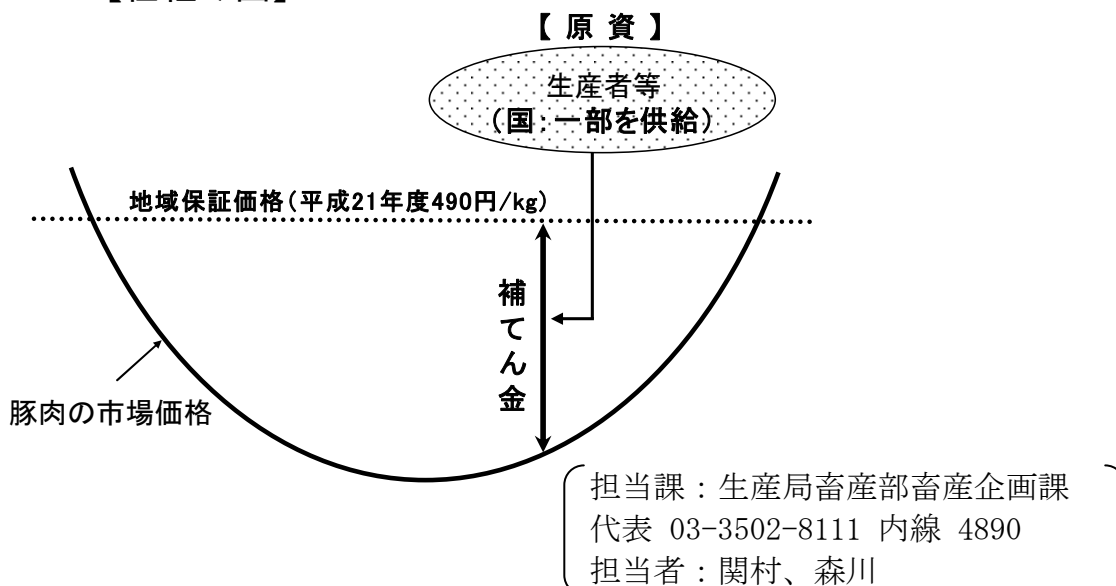 【原資】
生産者等
(国:一部を供給)
地域保証価格(平成21年度490円/kg)
補てん金
豚肉の市場価格
担当課:生産局畜産部畜産企画課
代表 03-3502-8111 内線 4890
担当者:関村、森川